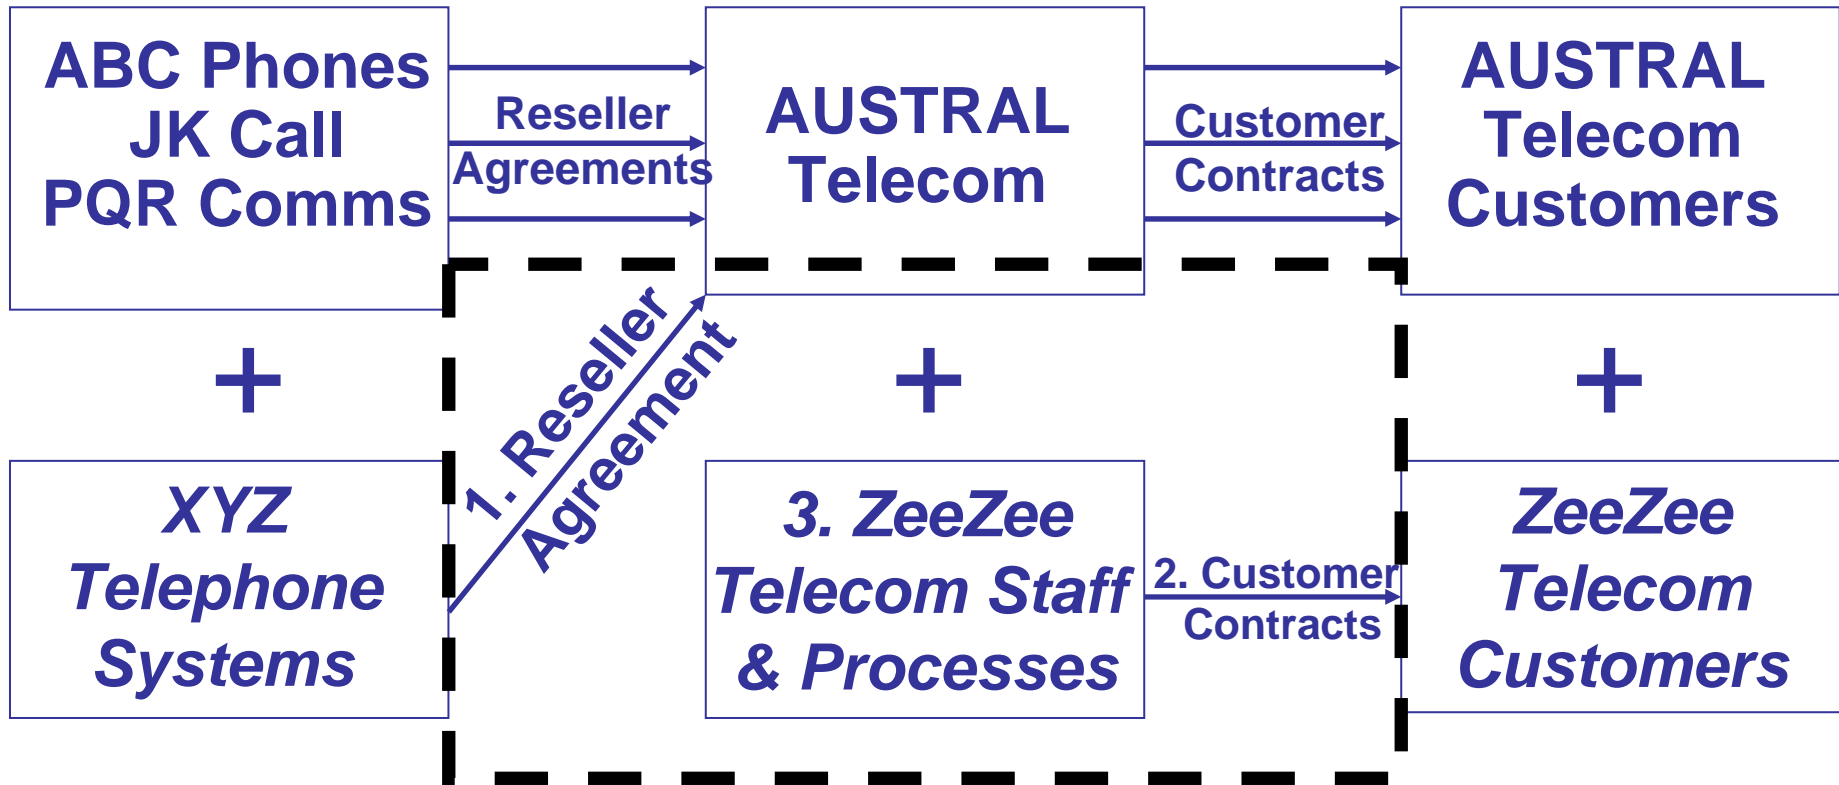 ABC Phones
JK Call
PQR Comms
Reseller
Agreements
AUSTRAL
Telecom
Customer
Contracts
AUSTRAL
Telecom
Customers
+
1. Reseller
Agreement
+
+
XYZ
Telephone
Systems
3. ZeeZee
Telecom Staff
& Processes
2. Customer
Contracts
ZeeZee
Telecom
Customers